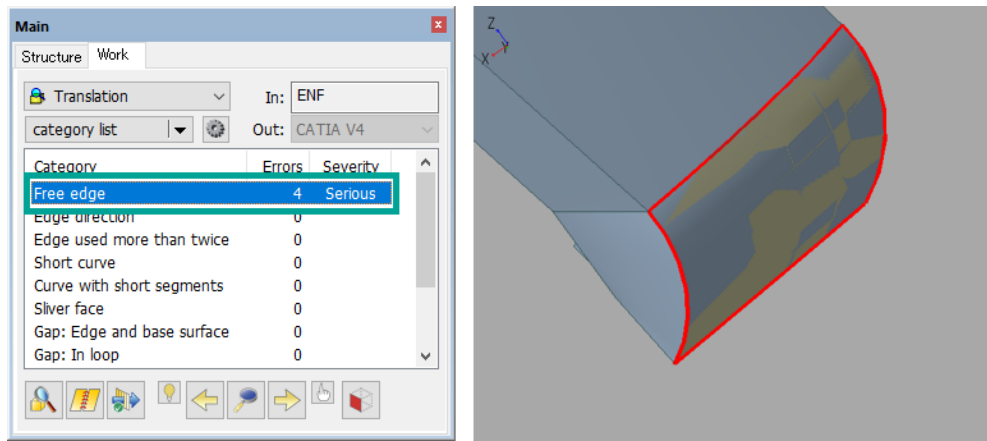 Main
Structure Work
Translation In: ENF
category list Out: CATIA V4
Category Errors Severity
Free edge 4 Serious
Edge direction 0
Edge used more than twice 0
Short curve 0
Curve with short segments 0
Sliver face 0
Gap: Edge and base surface 0
Gap: In loop 0
Z
X Y